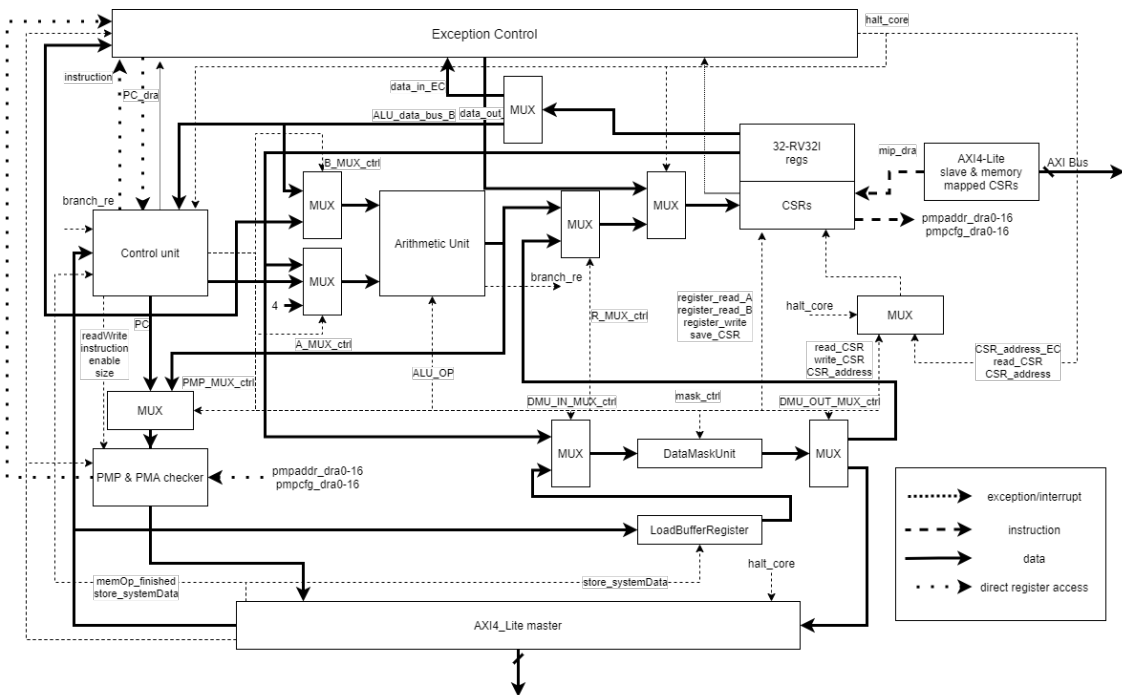 halt_core
Exception Control
instruction
PC_dra
data_in_EC
MUX
ALU_data_bus_B
data_out_
32-RV32I
regs
mip_dra
AXI4-Lite
slave & memory
mapped CSRs
AXI Bus
B_MUX_ctrl
MUX
MUX
MUX
CSRs
pmpaddr_dra0-16
pmpcfg_dra0-16
branch_re
Control unit
Arithmetic Unit
MUX
4
branch_re
PC
readWrite
instruction
enable
size
A_MUX_ctrl
ALU_OP
R_MUX_ctrl
register_read_A
register_read_B
register_write
save_CSR
halt_core
MUX
read_CSR
write_CSR
CSR_address
CSR_address_EC
read_CSR
CSR_address
PMP_MUX_ctrl
MUX
DMU_IN_MUX_ctrl
mask_ctrl
DMU_OUT_MUX_ctrl
MUX
DataMaskUnit
MUX
PMP & PMA checker
pmpaddr_dra0-16
pmpcfg_dra0-16
LoadBufferRegister
exception/interrupt
instruction
data
direct register access
memOp_finished
store_systemData
store_systemData
halt_core
AXI4_Lite master